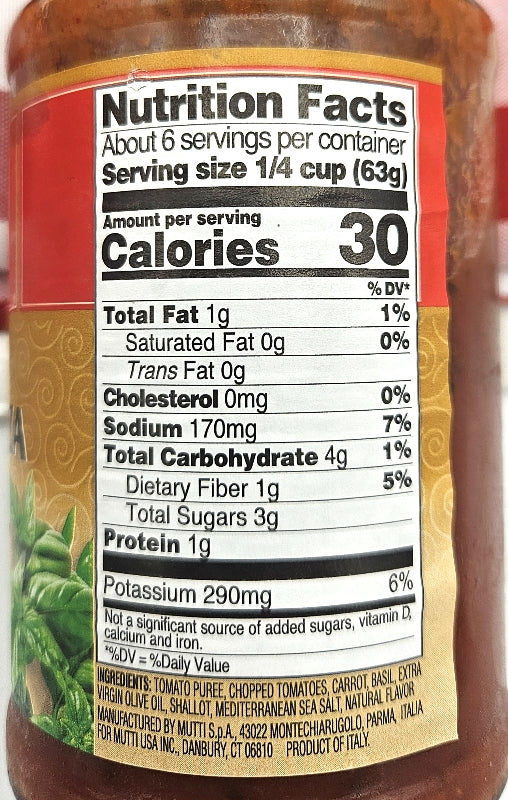 Nutrition Facts
About 6 servings per container
Serving size 1/4 cup (63g)
Amount per serving
Calories 30
% DV*
Total Fat 1g 1%
Saturated Fat 0g 0%
Trans Fat 0g
Cholesterol 0mg 0%
Sodium 170mg 7%
Total Carbohydrate 4g 1%
Dietary Fiber 1g 5%
Total Sugars 3g
Protein 1g
Potassium 290mg 6%
Not a significant source of added sugars, vitamin D,
calcium and iron.
*%DV = %Daily Value
INGREDIENTS: TOMATO PUREE, CHOPPED TOMATOES, CARROT, BASIL, EXTRA
VIRGIN OLIVE OIL, SHALLOT, MEDITERRANEAN SEA SALT, NATURAL FLAVOR
MANUFACTURED BY MUTTI S.p.A., 43022 MONTECHIARUGOLO, PARMA, ITALIA
FOR MUTTI USA INC., DANBURY, CT 06810 PRODUCT OF ITALY.
A